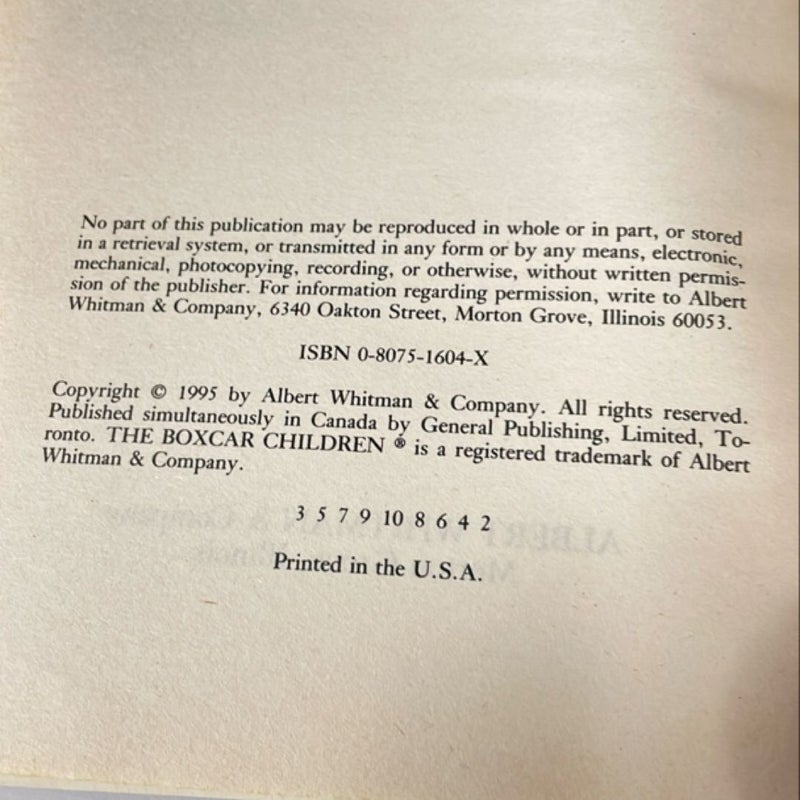 No part of this publication may be reproduced in whole or in part, or stored
in a retrieval system, or transmitted in any form or by any means, electronic,
mechanical, photocopying, recording, or otherwise, without written permis-
sion of the publisher. For information regarding permission, write to Albert
Whitman & Company, 6340 Oakton Street, Morton Grove, Illinois 60053.
ISBN 0-8075-1604-X
Copyright © 1995 by Albert Whitman & Company. All rights reserved.
Published simultaneously in Canada by General Publishing, Limited, To-
ronto. THE BOXCAR CHILDREN ® is a registered trademark of Albert
Whitman & Company.
3 5 7 9 10 8 6 4 2
Printed in the U.S.A.